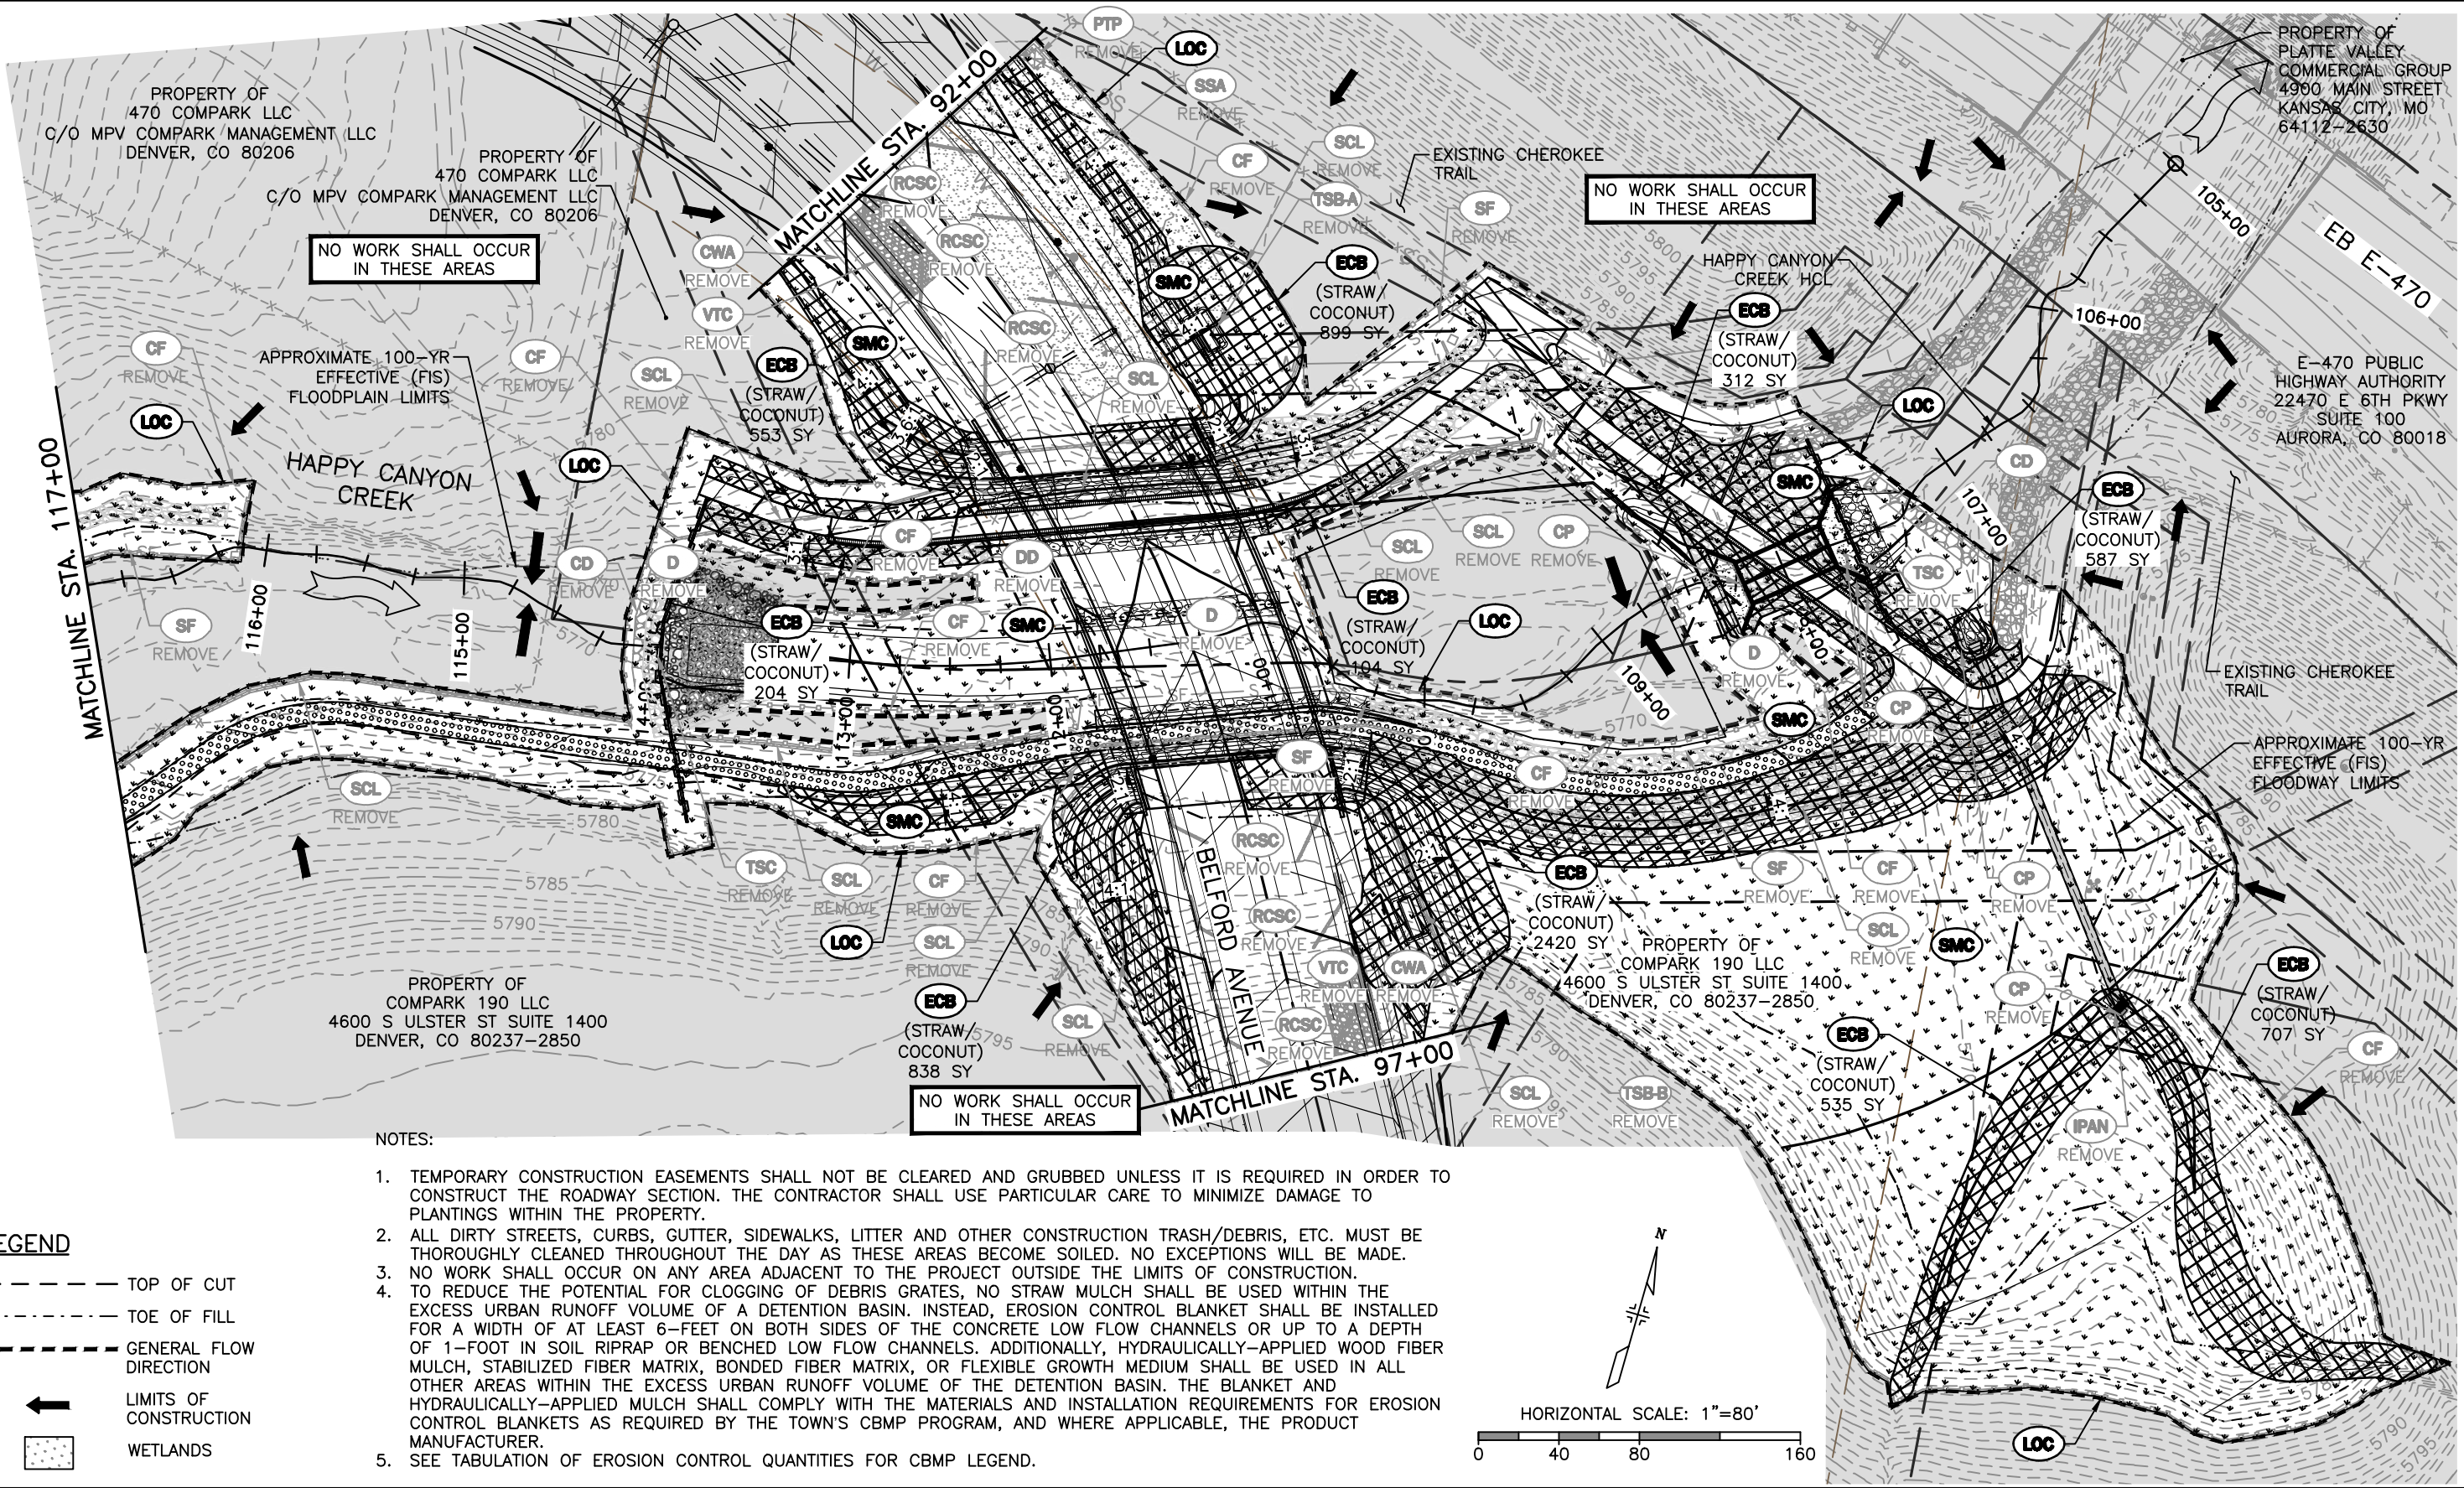 PTP
REMOVE
LOC
SSA
REMOVE
PROPERTY OF
PLATTE VALLEY
COMMERCIAL GROUP
4900 MAIN STREET
KANSAS CITY, MO
64112-2630
PROPERTY OF
470 COMPARK LLC
C/O MPV COMPARK MANAGEMENT LLC
DENVER, CO 80206
PROPERTY OF
470 COMPARK LLC
C/O MPV COMPARK MANAGEMENT LLC
DENVER, CO 80206
MATCHLINE STA. 92+00
NO WORK SHALL OCCUR
IN THESE AREAS
NO WORK SHALL OCCUR
IN THESE AREAS
SCL
REMOVE
CF
REMOVE
TSB-A
REMOVE
EXISTING CHEROKEE
TRAIL
SF
REMOVE
RCSC
REMOVE
RCSC
REMOVE
RCSC
REMOVE
CWA
REMOVE
VTC
REMOVE
SMC
SMC
ECB
(STRAW/
COCONUT)
899 SY
HAPPY CANYON
CREEK HCL
ECB
(STRAW/
COCONUT)
312 SY
105+00
EB E-470
106+00
5800
5795
5790
5785
E-470 PUBLIC
HIGHWAY AUTHORITY
22470 E 6TH PKWY
SUITE 100
AURORA, CO 80018
CF
REMOVE
APPROXIMATE 100-YR
EFFECTIVE (FIS)
FLOODPLAIN LIMITS
CF
REMOVE
SCL
REMOVE
ECB
(STRAW/
COCONUT)
553 SY
SCL
REMOVE
LOC
LOC
LOC
5780
HAPPY CANYON
CREEK
MATCHLINE STA. 117+00
SMC
CD
ECB
(STRAW/
COCONUT)
587 SY
107+00
CD
REMOVE
D
REMOVE
CF
REMOVE
DD
REMOVE
SCL
REMOVE
SCL
REMOVE
CP
REMOVE
TSC
REMOVE
SF
REMOVE
116+00
115+00
5770
ECB
(STRAW/
COCONUT)
204 SY
CF
REMOVE
SMC
D
REMOVE
ECB
(STRAW/
COCONUT)
104 SY
LOC
D
REMOVE
109+00
5770
SMC
CP
REMOVE
EXISTING CHEROKEE
TRAIL
13+00
12+00
SF
REMOVE
CF
REMOVE
APPROXIMATE 100-YR
EFFECTIVE (FIS)
FLOODWAY LIMITS
SCL
REMOVE
5780
SMC
5785
5790
TSC
REMOVE
SCL
REMOVE
CF
REMOVE
LOC
SCL
REMOVE
RCSC
REMOVE
RCSC
REMOVE
VTC
REMOVE
CWA
REMOVE
RCSC
REMOVE
BELFORD AVENUE
ECB
(STRAW/
COCONUT)
2420 SY
SF
REMOVE
CF
REMOVE
CP
REMOVE
SCL
REMOVE
SMC
PROPERTY OF
COMPARK 190 LLC
4600 S ULSTER ST SUITE 1400
DENVER, CO 80237-2850
CP
REMOVE
ECB
(STRAW/
COCONUT)
707 SY
PROPERTY OF
COMPARK 190 LLC
4600 S ULSTER ST SUITE 1400
DENVER, CO 80237-2850
ECB
(STRAW/
COCONUT)
838 SY
SCL
REMOVE
5795
5785
5790
MATCHLINE STA. 97+00
NO WORK SHALL OCCUR
IN THESE AREAS
SCL
REMOVE
TSB-B
REMOVE
ECB
(STRAW/
COCONUT)
535 SY
CF
REMOVE
IPAN
REMOVE
LOC
5790
5795
NOTES:
1. TEMPORARY CONSTRUCTION EASEMENTS SHALL NOT BE CLEARED AND GRUBBED UNLESS IT IS REQUIRED IN ORDER TO
CONSTRUCT THE ROADWAY SECTION. THE CONTRACTOR SHALL USE PARTICULAR CARE TO MINIMIZE DAMAGE TO
PLANTINGS WITHIN THE PROPERTY.
2. ALL DIRTY STREETS, CURBS, GUTTER, SIDEWALKS, LITTER AND OTHER CONSTRUCTION TRASH/DEBRIS, ETC. MUST BE
THOROUGHLY CLEANED THROUGHOUT THE DAY AS THESE AREAS BECOME SOILED. NO EXCEPTIONS WILL BE MADE.
3. NO WORK SHALL OCCUR ON ANY AREA ADJACENT TO THE PROJECT OUTSIDE THE LIMITS OF CONSTRUCTION.
4. TO REDUCE THE POTENTIAL FOR CLOGGING OF DEBRIS GRATES, NO STRAW MULCH SHALL BE USED WITHIN THE
EXCESS URBAN RUNOFF VOLUME OF A DETENTION BASIN. INSTEAD, EROSION CONTROL BLANKET SHALL BE INSTALLED
FOR A WIDTH OF AT LEAST 6-FEET ON BOTH SIDES OF THE CONCRETE LOW FLOW CHANNELS OR UP TO A DEPTH
OF 1-FOOT IN SOIL RIPRAP OR BENCHED LOW FLOW CHANNELS. ADDITIONALLY, HYDRAULICALLY-APPLIED WOOD FIBER
MULCH, STABILIZED FIBER MATRIX, BONDED FIBER MATRIX, OR FLEXIBLE GROWTH MEDIUM SHALL BE USED IN ALL
OTHER AREAS WITHIN THE EXCESS URBAN RUNOFF VOLUME OF THE DETENTION BASIN. THE BLANKET AND
HYDRAULICALLY-APPLIED MULCH SHALL COMPLY WITH THE MATERIALS AND INSTALLATION REQUIREMENTS FOR EROSION
CONTROL BLANKETS AS REQUIRED BY THE TOWN'S CBMP PROGRAM, AND WHERE APPLICABLE, THE PRODUCT
MANUFACTURER.
5. SEE TABULATION OF EROSION CONTROL QUANTITIES FOR CBMP LEGEND.
EGEND
TOP OF CUT
TOE OF FILL
GENERAL FLOW
DIRECTION
LIMITS OF
CONSTRUCTION
WETLANDS
N
HORIZONTAL SCALE: 1"=80'
0 40 80 160